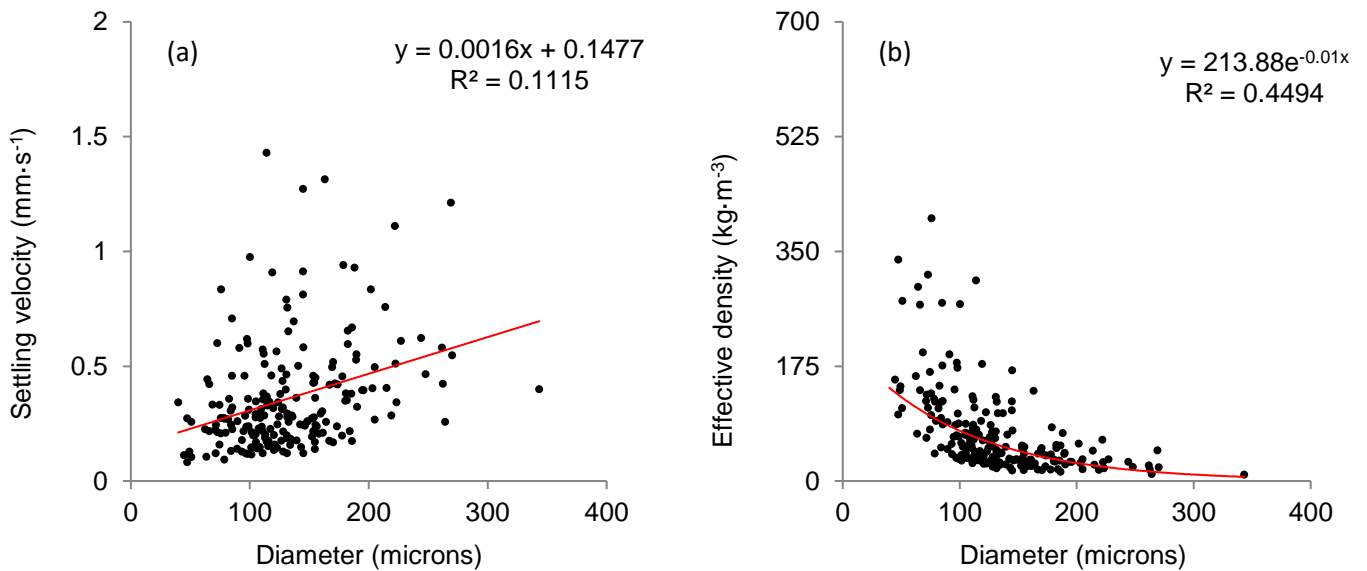 (a)
y = 0.0016x + 0.1477
R² = 0.1115
Settling velocity (mm·s⁻¹)
2
1.5
1
0.5
0
0 100 200 300 400
Diameter (microns)
(b)
y = 213.88e⁻⁰·⁰¹ˣ
R² = 0.4494
Effective density (kg·m⁻³)
700
525
350
175
0
0 100 200 300 400
Diameter (microns)